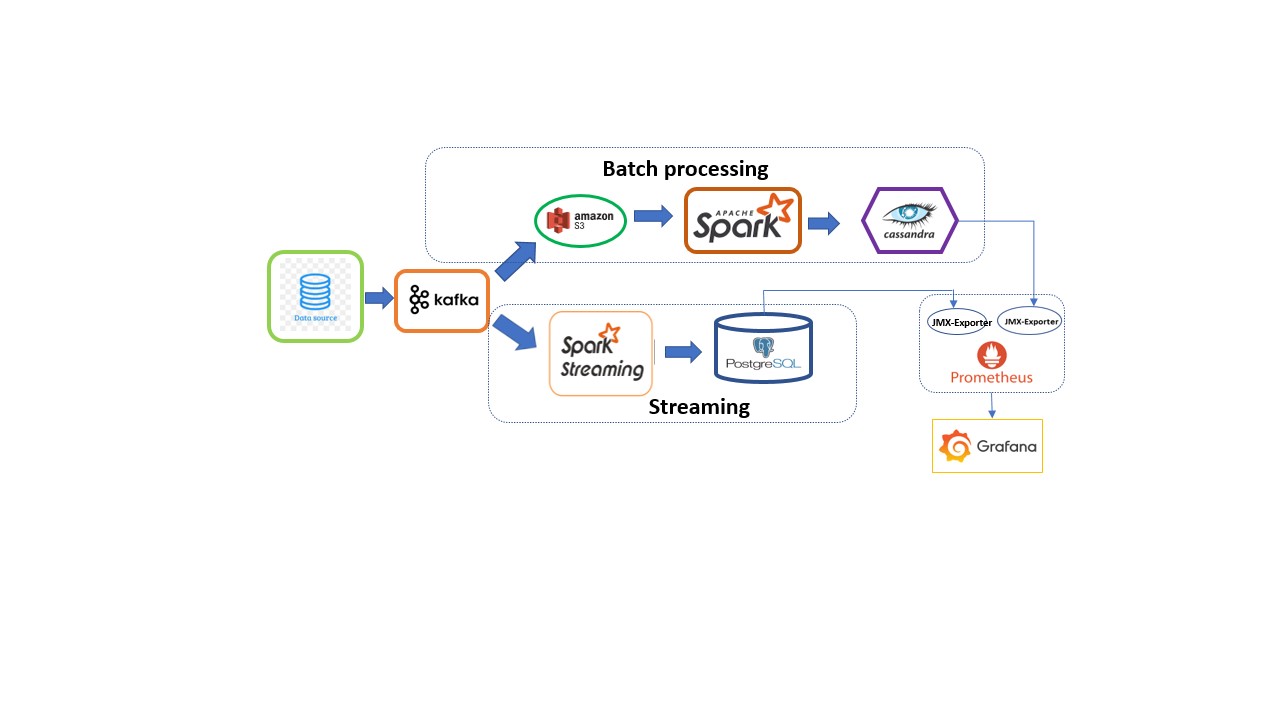 Batch processing
amazon
S3
APACHE
Spark
cassandra
Data source
kafka
Spark
Streaming
PostgreSQL
Streaming
JMX-Exporter
JMX-Exporter
Prometheus
Grafana